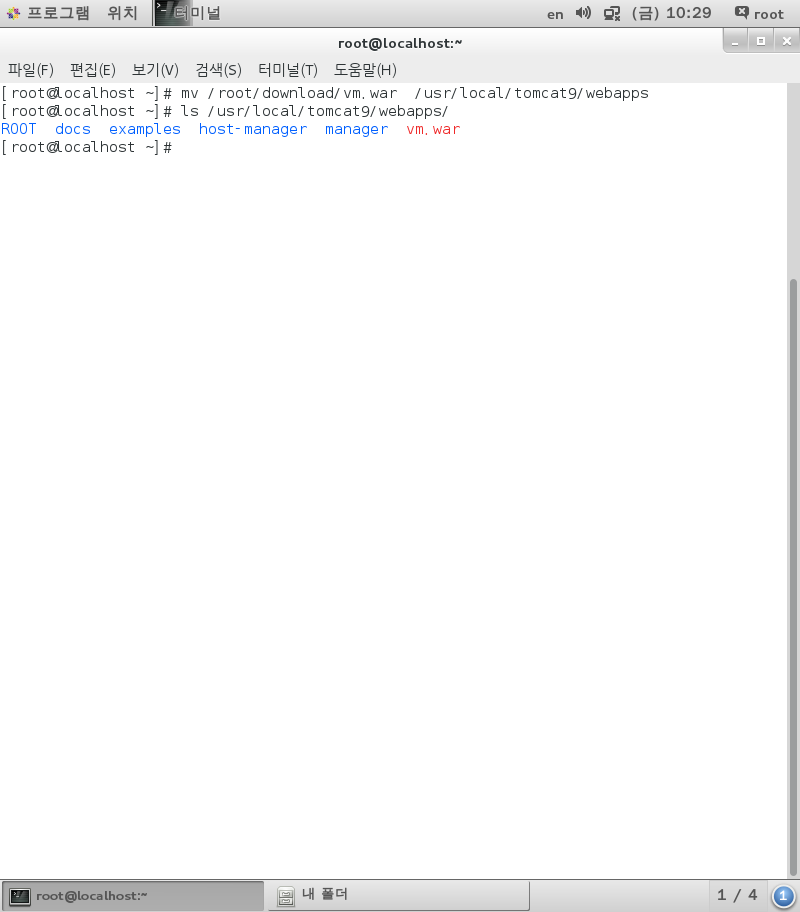 프로그램 위치 터미널 en (금) 10:29 root
root@localhost:~
파일(F) 편집(E) 보기(V) 검색(S) 터미널(T) 도움말(H)
[root@localhost ~]# mv /root/download/vm.war /usr/local/tomcat9/webapps
[root@localhost ~]# ls /usr/local/tomcat9/webapps/
ROOT docs examples host-manager manager vm.war
[root@localhost ~]#
root@localhost:~ 내 폴더 1 / 4 1